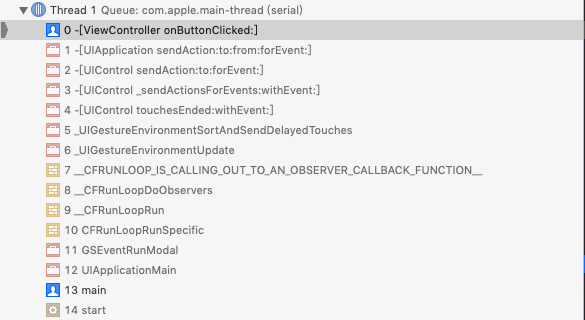 Thread 1 Queue: com.apple.main-thread (serial)
0 -[ViewController onButtonClicked:]
1 -[UIApplication sendAction:to:from:forEvent:]
2 -[UIControl sendAction:to:forEvent:]
3 -[UIControl _sendActionsForEvents:withEvent:]
4 -[UIControl touchesEnded:withEvent:]
5 _UIGestureEnvironmentSortAndSendDelayedTouches
6 _UIGestureEnvironmentUpdate
7 __CFRUNLOOP_IS_CALLING_OUT_TO_AN_OBSERVER_CALLBACK_FUNCTION__
8 __CFRunLoopDoObservers
9 __CFRunLoopRun
10 CFRunLoopRunSpecific
11 GSEventRunModal
12 UIApplicationMain
13 main
14 start